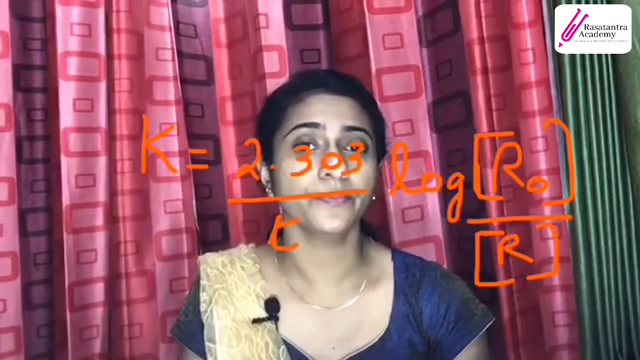 Rasatantra
Academy
K = 2.303/t log [R₀]/[R]